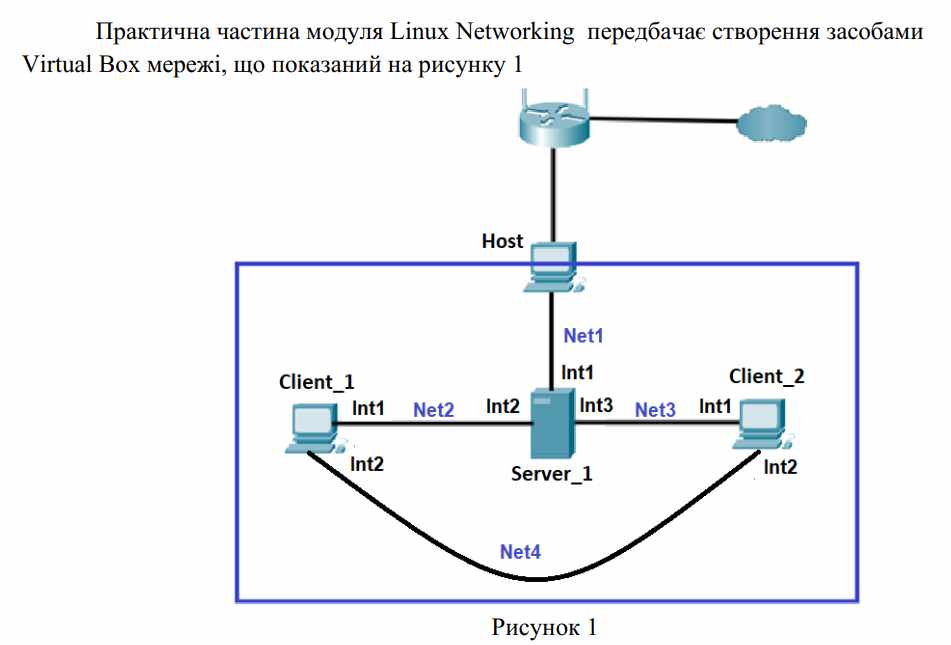 Практична частина модуля Linux Networking передбачає створення засобами
Virtual Box мережі, що показаний на рисунку 1
Host
Net1
Int1
Client_1
Client_2
Int1
Net2
Int2
Int3
Net3
Int1
Int2
Server_1
Int2
Net4
Рисунок 1